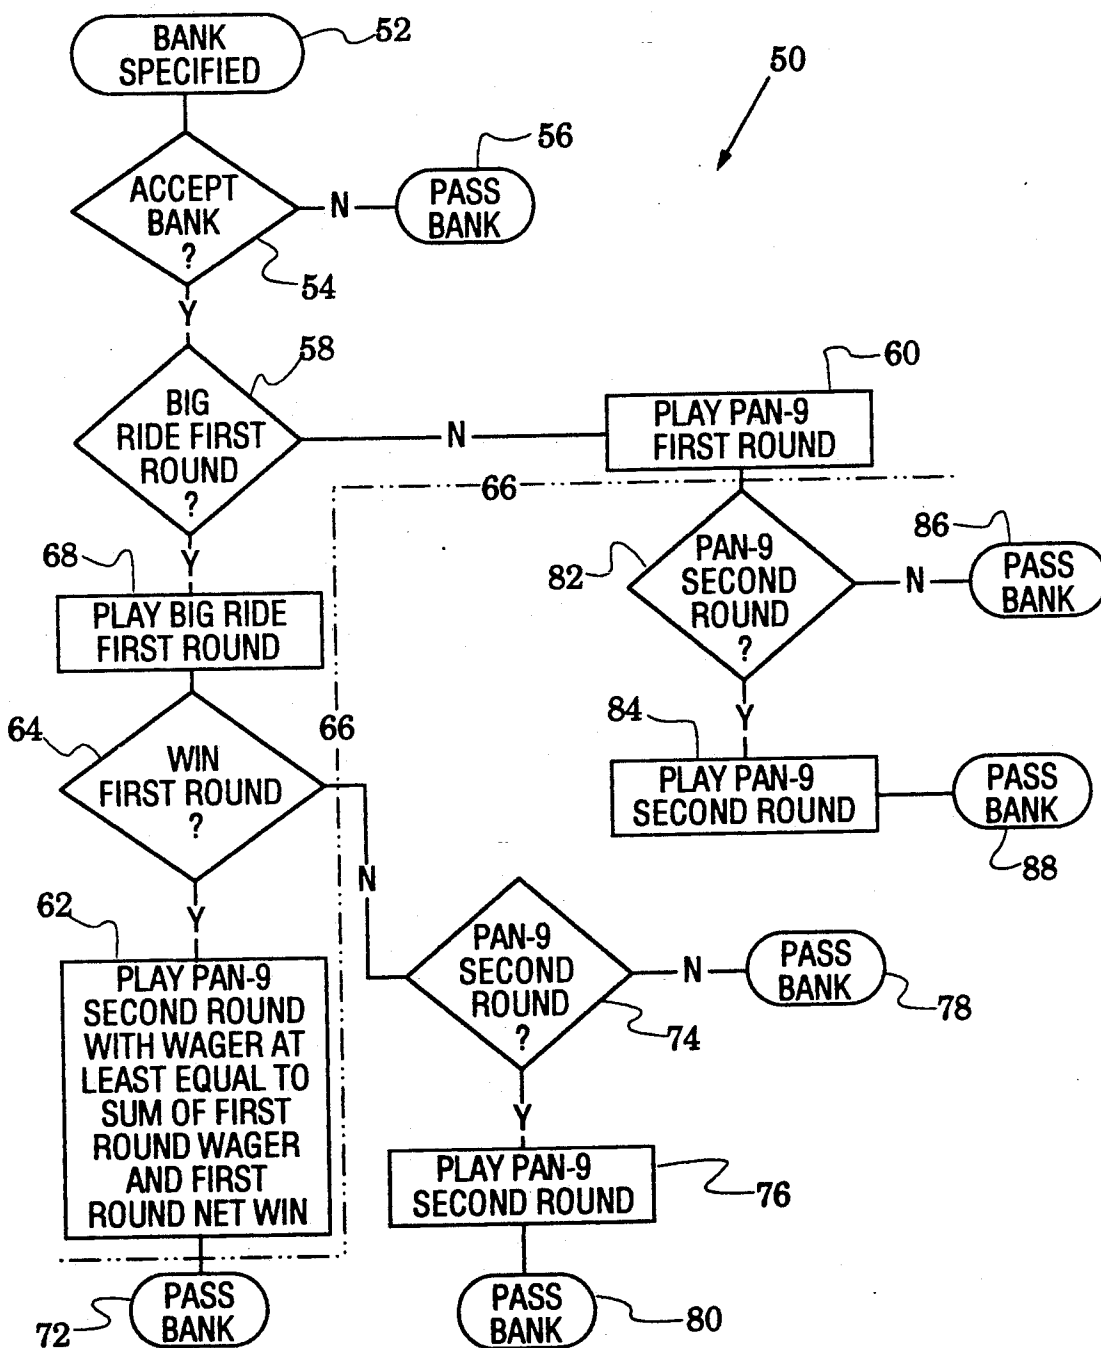 BANK
SPECIFIED
52
50
ACCEPT
BANK
?
54
N
PASS
BANK
56
Y
58
BIG
RIDE FIRST
ROUND
?
N
60
PLAY PAN-9
FIRST ROUND
66
Y
68
PLAY BIG RIDE
FIRST ROUND
82
PAN-9
SECOND
ROUND
?
N
86
PASS
BANK
Y
84
PLAY PAN-9
SECOND ROUND
PASS
BANK
88
64
WIN
FIRST ROUND
?
66
N
Y
62
PLAY PAN-9
SECOND ROUND
WITH WAGER AT
LEAST EQUAL TO
SUM OF FIRST
ROUND WAGER
AND FIRST
ROUND NET WIN
PAN-9
SECOND
ROUND
?
74
N
PASS
BANK
78
Y
PLAY PAN-9
SECOND ROUND
76
72
PASS
BANK
PASS
BANK
80